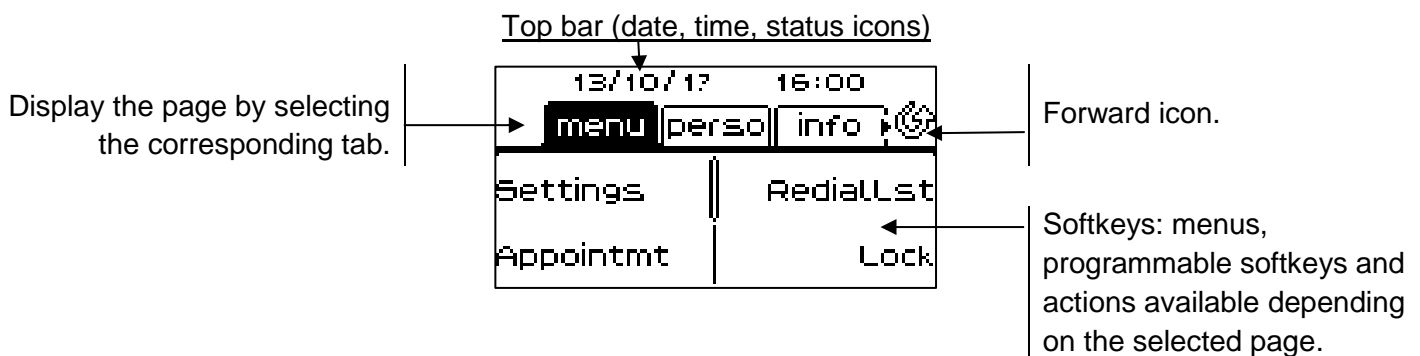 Top bar (date, time, status icons)
13/10/17 16:00
Display the page by selecting
the corresponding tab.
menu perso info
Forward icon.
Settings RedialLst
Appointmt Lock
Softkeys: menus,
programmable softkeys and
actions available depending
on the selected page.